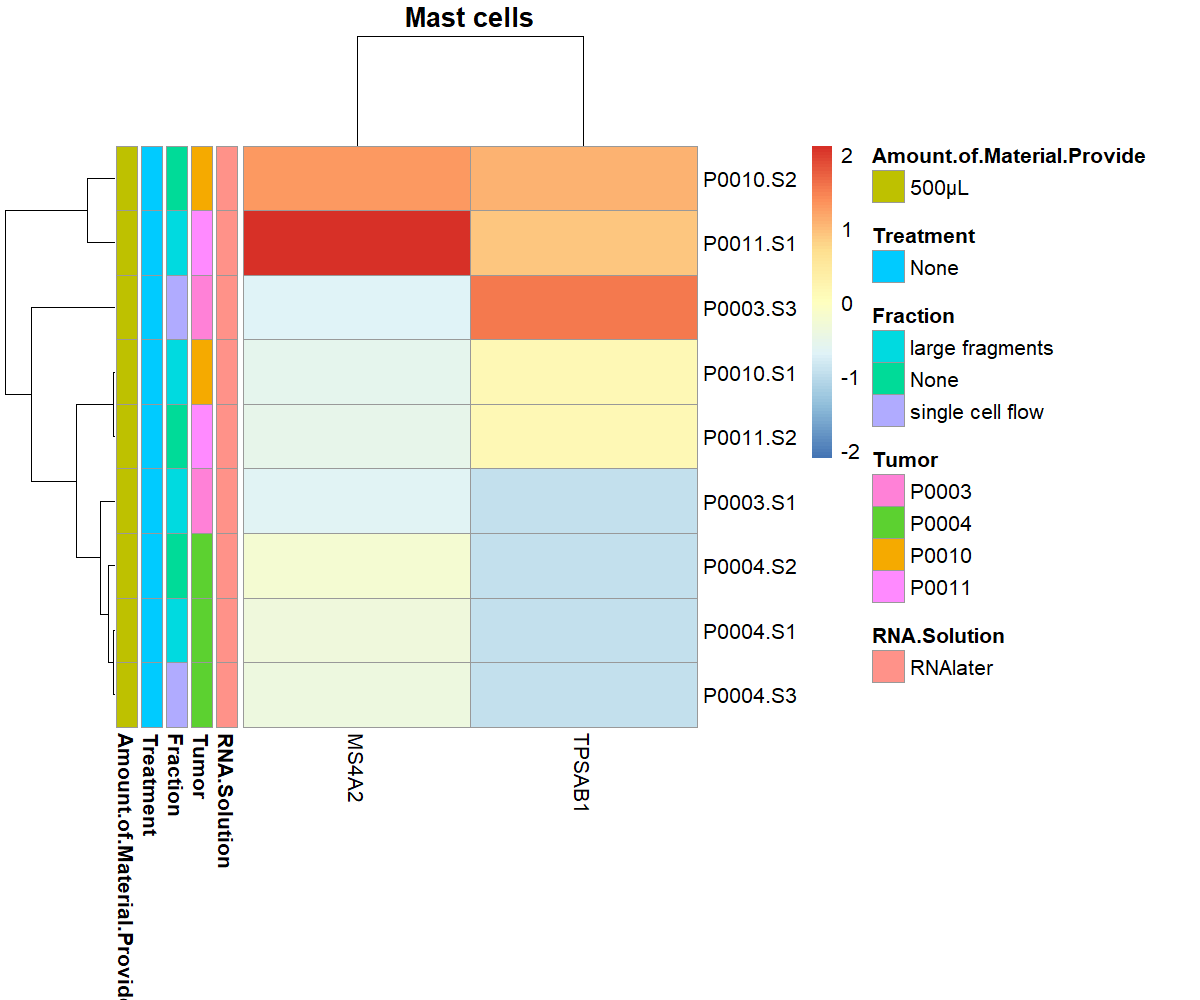 Mast cells
P0010.S2
P0011.S1
P0003.S3
P0010.S1
P0011.S2
P0003.S1
P0004.S2
P0004.S1
P0004.S3
2
1
0
-1
-2
Amount.of.Material.Provide
500µL
Treatment
None
Fraction
large fragments
None
single cell flow
Tumor
P0003
P0004
P0010
P0011
RNA.Solution
RNAlater
Amount.of.Material.Provide
Treatment
Fraction
Tumor
RNA.Solution
MS4A2
TPSAB1